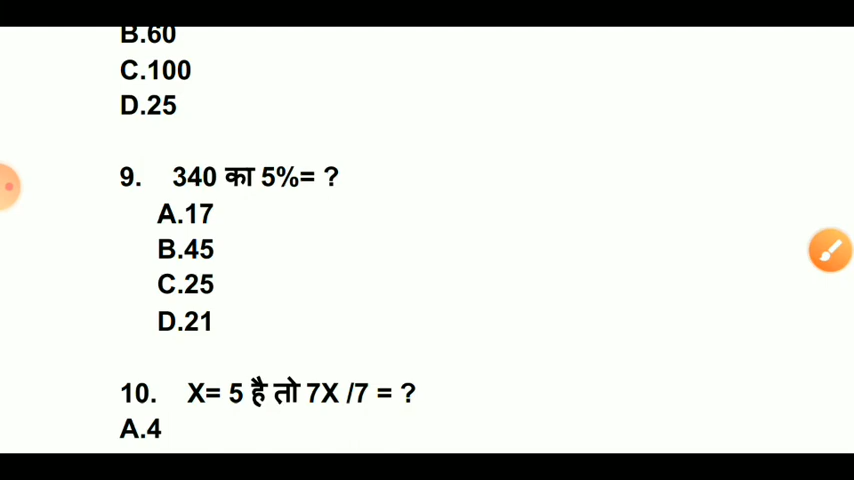 B.60
C.100
D.25
9. 340 का 5%= ?
A.17
B.45
C.25
D.21
10. X= 5 है तो 7X /7 = ?
A.4